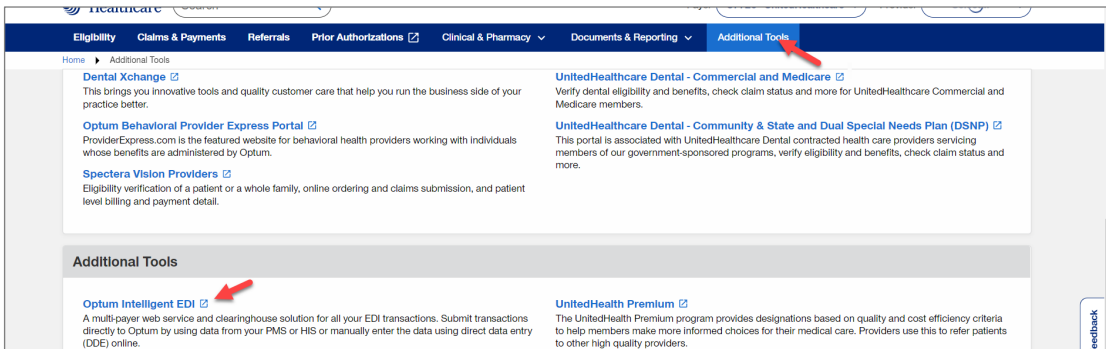 Healthcare
Eligibility Claims & Payments Referrals Prior Authorizations Clinical & Pharmacy Documents & Reporting Additional Tools
Home Additional Tools
Dental Xchange
This brings you innovative tools and quality customer care that help you run the business side of your
practice better.
Optum Behavioral Provider Express Portal
ProviderExpress.com is the featured website for behavioral health providers working with individuals
whose benefits are administered by Optum.
Spectera Vision Providers
Eligibility verification of a patient or a whole family, online ordering and claims submission, and patient
level billing and payment detail.
UnitedHealthcare Dental - Commercial and Medicare
Verify dental eligibility and benefits, check claim status and more for UnitedHealthcare Commercial and
Medicare members.
UnitedHealthcare Dental - Community & State and Dual Special Needs Plan (DSNP)
This portal is associated with UnitedHealthcare Dental contracted health care providers servicing
members of our government-sponsored programs, verify eligibility and benefits, check claim status and
more.
Additional Tools
Optum Intelligent EDI
A multi-payer web service and clearinghouse solution for all your EDI transactions. Submit transactions
directly to Optum by using data from your PMS or HIS or manually enter the data using direct data entry
(DDE) online.
UnitedHealth Premium
The UnitedHealth Premium program provides designations based on quality and cost efficiency criteria
to help members make more informed choices for their medical care. Providers use this to refer patients
to other high quality providers.
eedback